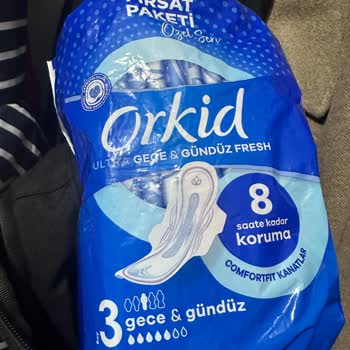 FIRSAT
PAKETİ
Özel Seri
Orkid
ULTRA GECE & GÜNDÜZ FRESH
8
saate kadar
koruma
COMFORTFIT KANATLAR
3 gece & gündüz